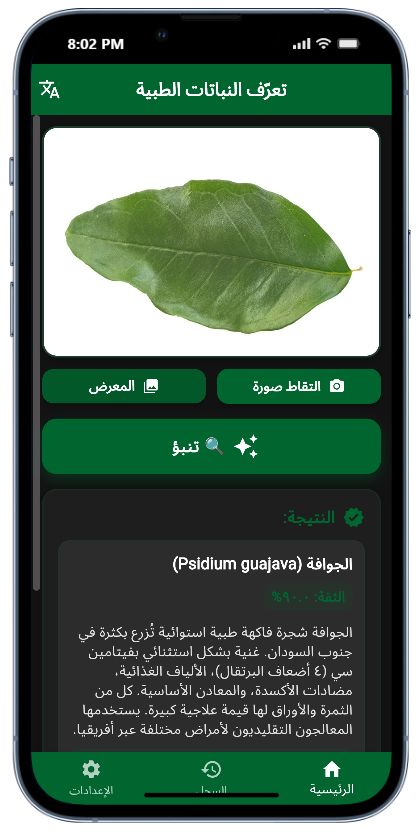 8:02 PM
تعرّف النباتات الطبية
التقاط صورة
المعرض
تنبؤ
النتيجة:
الجوافة (Psidium guajava)
الثقة: ٩٠.٠%
الجوافة شجرة فاكهة طبية استوائية تُزرع بكثرة في
جنوب السودان. غنية بشكل استثنائي بفيتامين
سي (٤ أضعاف البرتقال)، الألياف الغذائية،
مضادات الأكسدة، والمعادن الأساسية. كل من
الثمرة والأوراق لها قيمة علاجية كبيرة. يستخدمها
المعالجون التقليديون لأمراض مختلفة عبر أفريقيا.
الرئيسية
السجل
الإعدادات